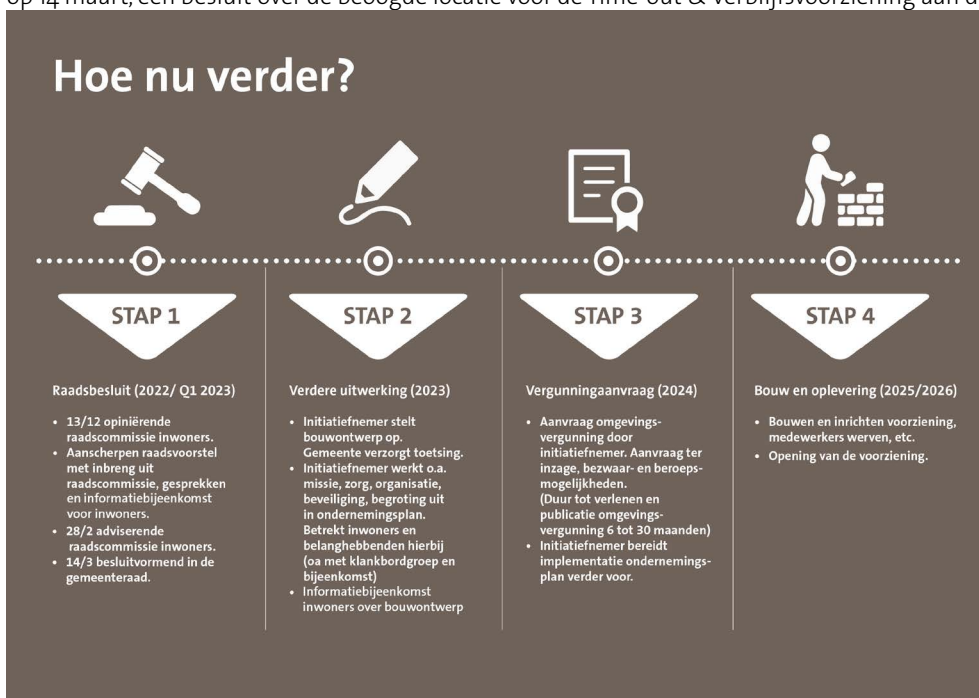 op 14 maart, een besluit over de beoogde locatie voor de Time-out & verblijfsvoorziening aan d
Hoe nu verder?
STAP 1
Raadsbesluit (2022/ Q1 2023)
• 13/12 opiniërende
raadscommissie inwoners.
• Aanscherpen raadsvoorstel
met inbreng uit
raadscommissie, gesprekken
en informatiebijeenkomst
voor inwoners.
• 28/2 adviserende
raadscommissie inwoners.
• 14/3 besluitvormend in de
gemeenteraad.
STAP 2
Verdere uitwerking (2023)
• Initiatiefnemer stelt
bouwontwerp op.
Gemeente verzorgt toetsing.
• Initiatiefnemer werkt o.a.
missie, zorg, organisatie,
beveiliging, begroting uit
in ondernemingsplan.
Betrekt inwoners en
belanghebbenden hierbij
(oa met klankbordgroep en
bijeenkomst)
• Informatiebijeenkomst
inwoners over bouwontwerp
STAP 3
Vergunningaanvraag (2024)
• Aanvraag omgevings-
vergunning door
initiatiefnemer. Aanvraag ter
inzage, bezwaar- en beroeps-
mogelijkheden.
(Duur tot verlenen en
publicatie omgevings-
vergunning 6 tot 30 maanden)
• Initiatiefnemer bereidt
implementatie ondernemings-
plan verder voor.
STAP 4
Bouw en oplevering (2025/2026)
• Bouwen en inrichten voorziening,
medewerkers werven, etc.
• Opening van de voorziening.